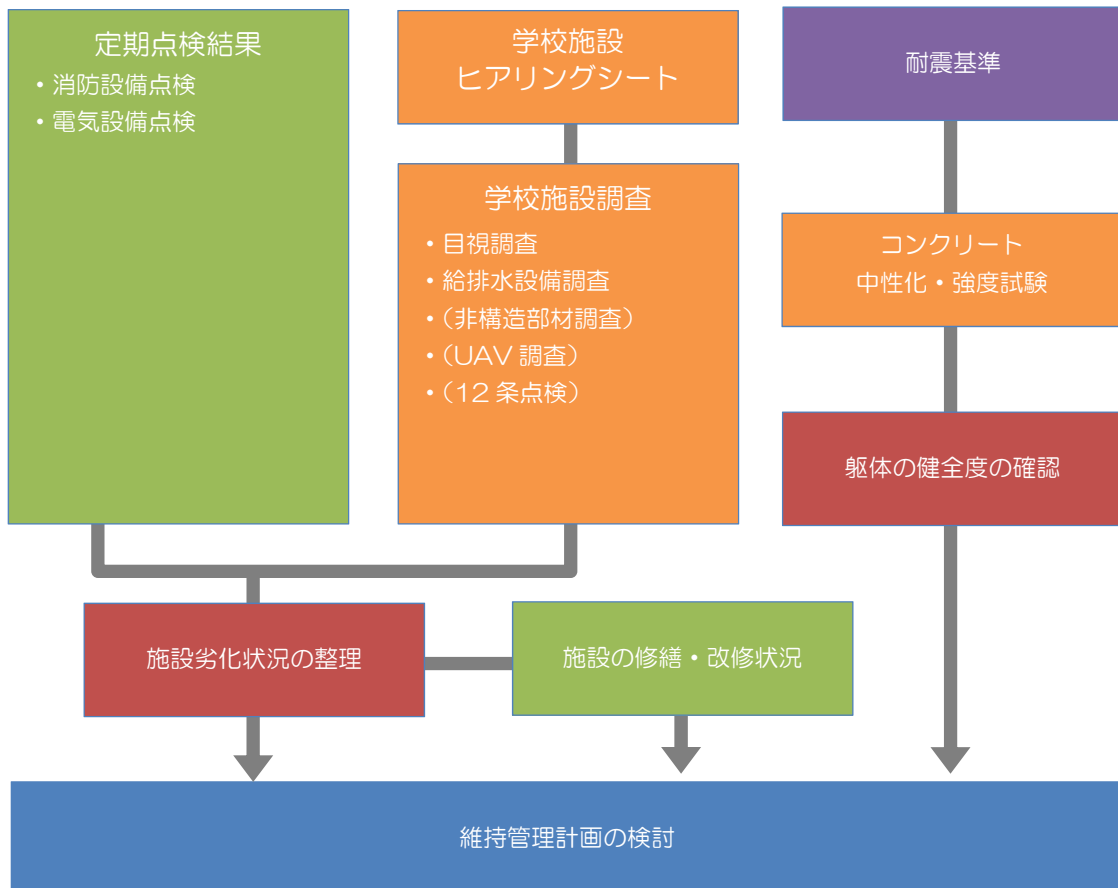 定期点検結果
・消防設備点検
・電気設備点検
学校施設
ヒアリングシート
学校施設調査
・目視調査
・給排水設備調査
・(非構造部材調査)
・(UAV 調査)
・(12 条点検)
耐震基準
コンクリート
中性化・強度試験
躯体の健全度の確認
施設劣化状況の整理
施設の修繕・改修状況
維持管理計画の検討